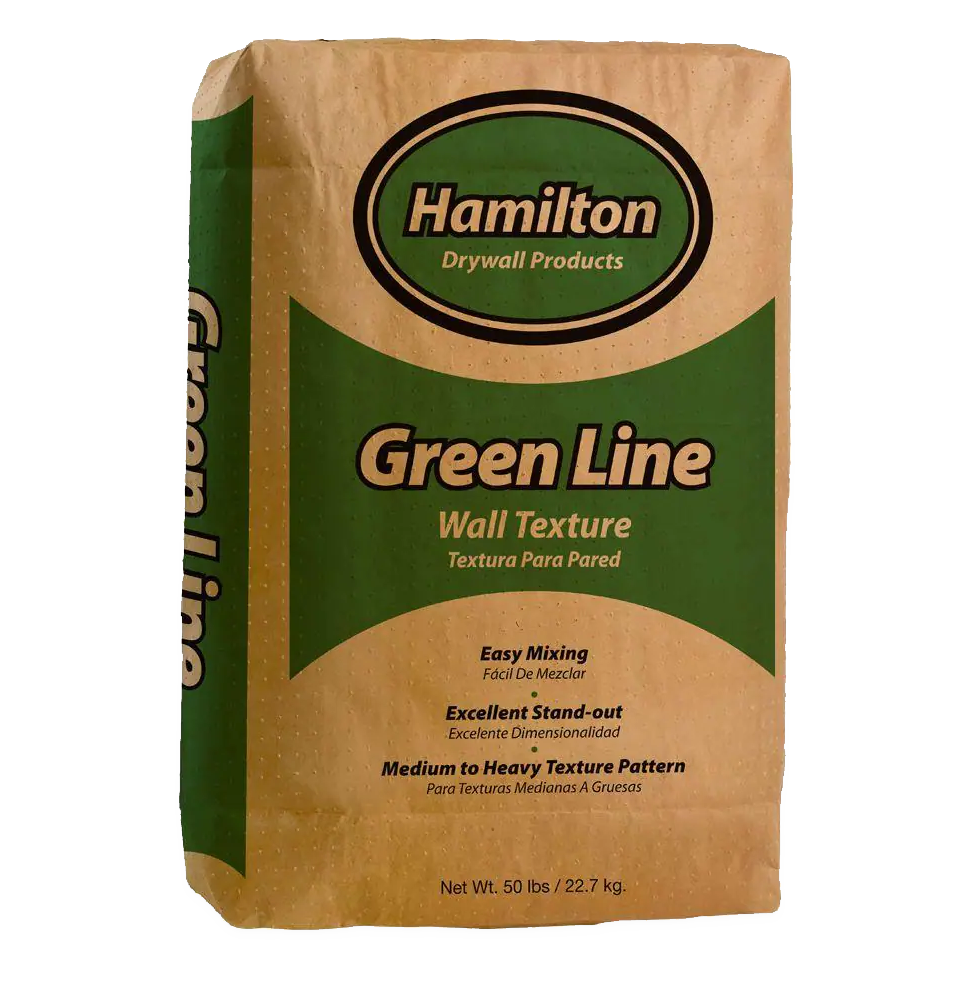 Hamilton
Drywall Products
Green Line
Wall Texture
Textura Para Pared
Easy Mixing
Fácil De Mezclar
•
Excellent Stand-out
Excelente Dimensionalidad
•
Medium to Heavy Texture Pattern
Para Texturas Medianas A Gruesas
Net Wt. 50 lbs / 22.7 kg.
Green Line